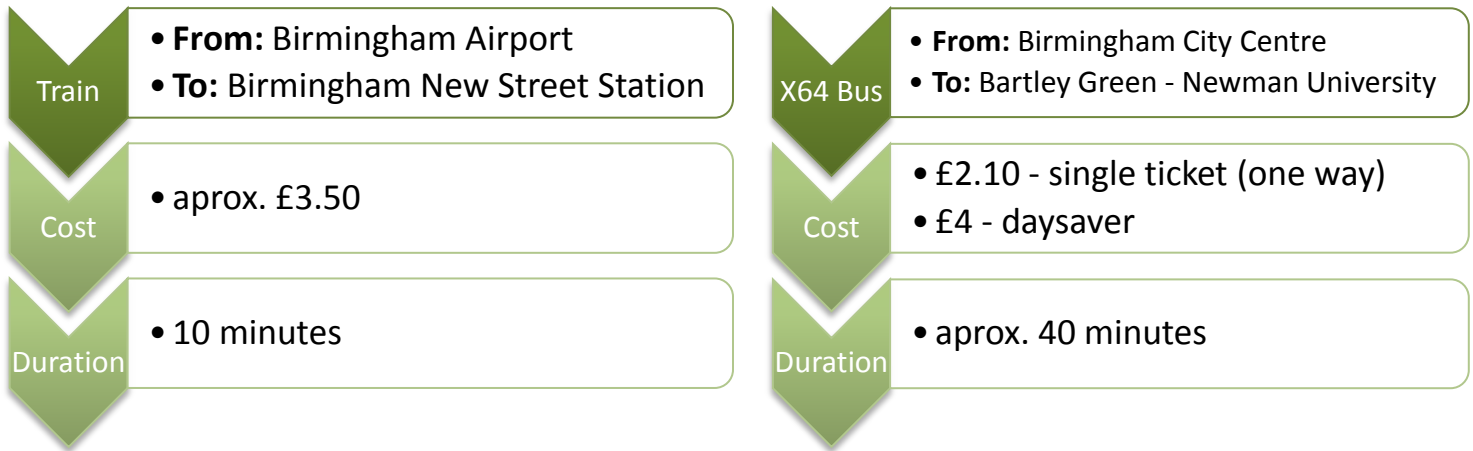 Train
• From: Birmingham Airport
• To: Birmingham New Street Station
Cost
• aprox. £3.50
Duration
• 10 minutes
X64 Bus
• From: Birmingham City Centre
• To: Bartley Green - Newman University
Cost
• £2.10 - single ticket (one way)
• £4 - daysaver
Duration
• aprox. 40 minutes